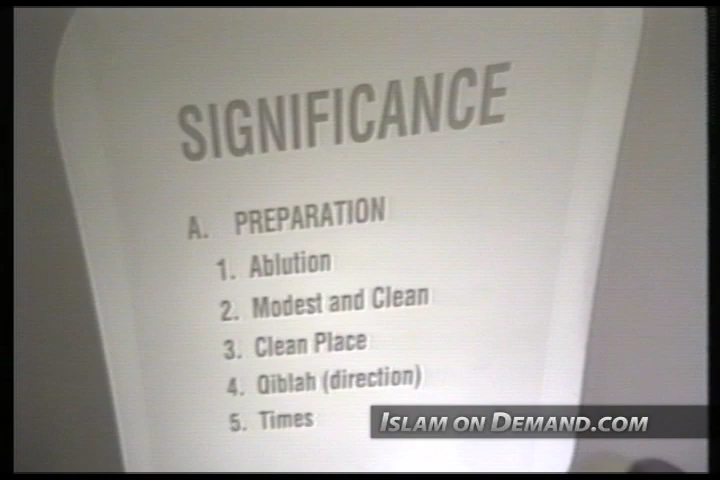 SIGNIFICANCE
A. PREPARATION
1. Ablution
2. Modest and Clean
3. Clean Place
4. Qiblah (direction)
5. Times
ISLAM ON DEMAND.COM